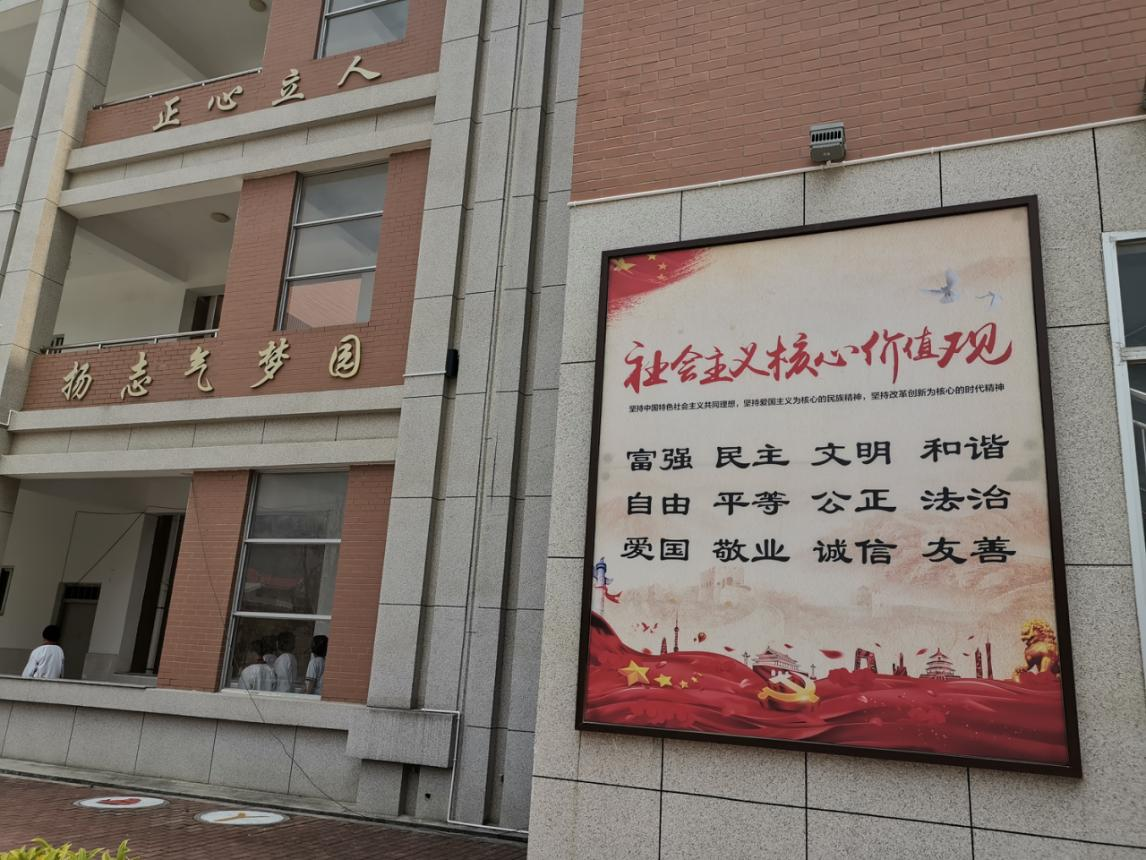 正心立人
扬志气梦园
社会主义核心价值观
坚持中国特色社会主义共同理想，坚持爱国主义为核心的民族精神，坚持改革创新为核心的时代精神
富强 民主 文明 和谐
自由 平等 公正 法治
爱国 敬业 诚信 友善